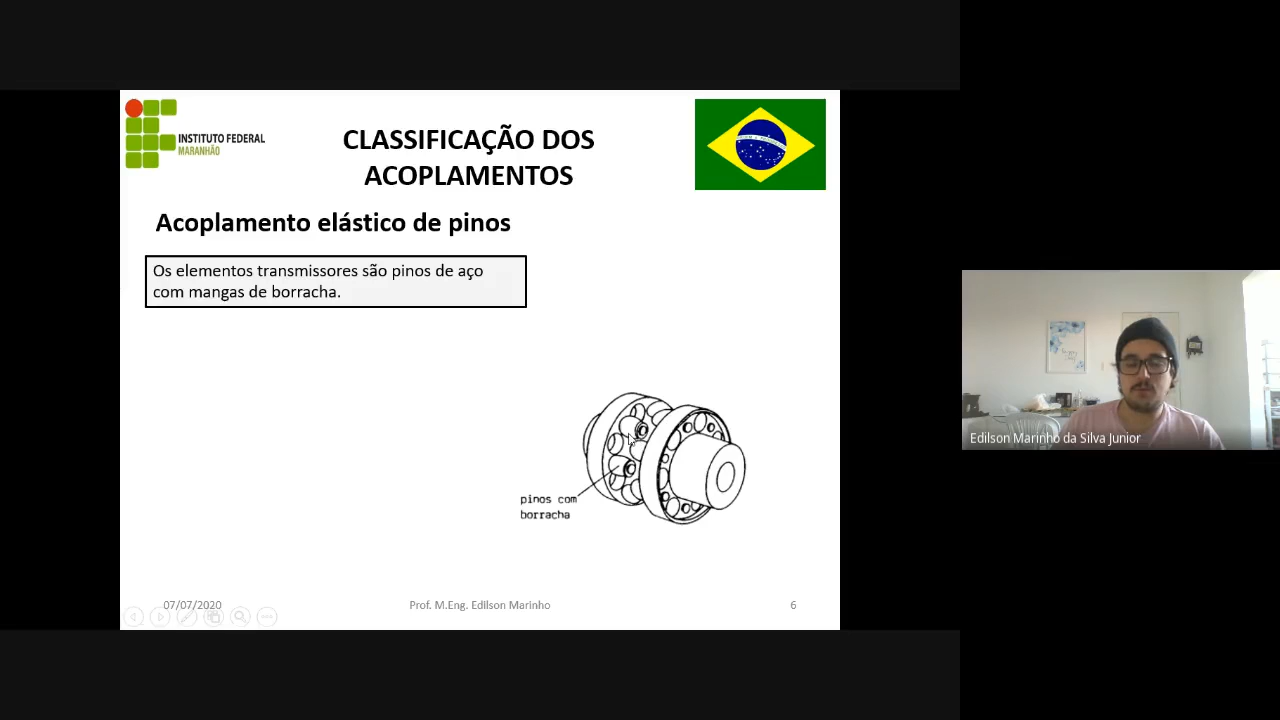 INSTITUTO FEDERAL
MARANHÃO
CLASSIFICAÇÃO DOS
ACOPLAMENTOS
Acoplamento elástico de pinos
Os elementos transmissores são pinos de aço
com mangas de borracha.
pinos com
borracha
07/07/2020
Prof. M.Eng. Edilson Marinho
6
Edilson Marinho da Silva Junior